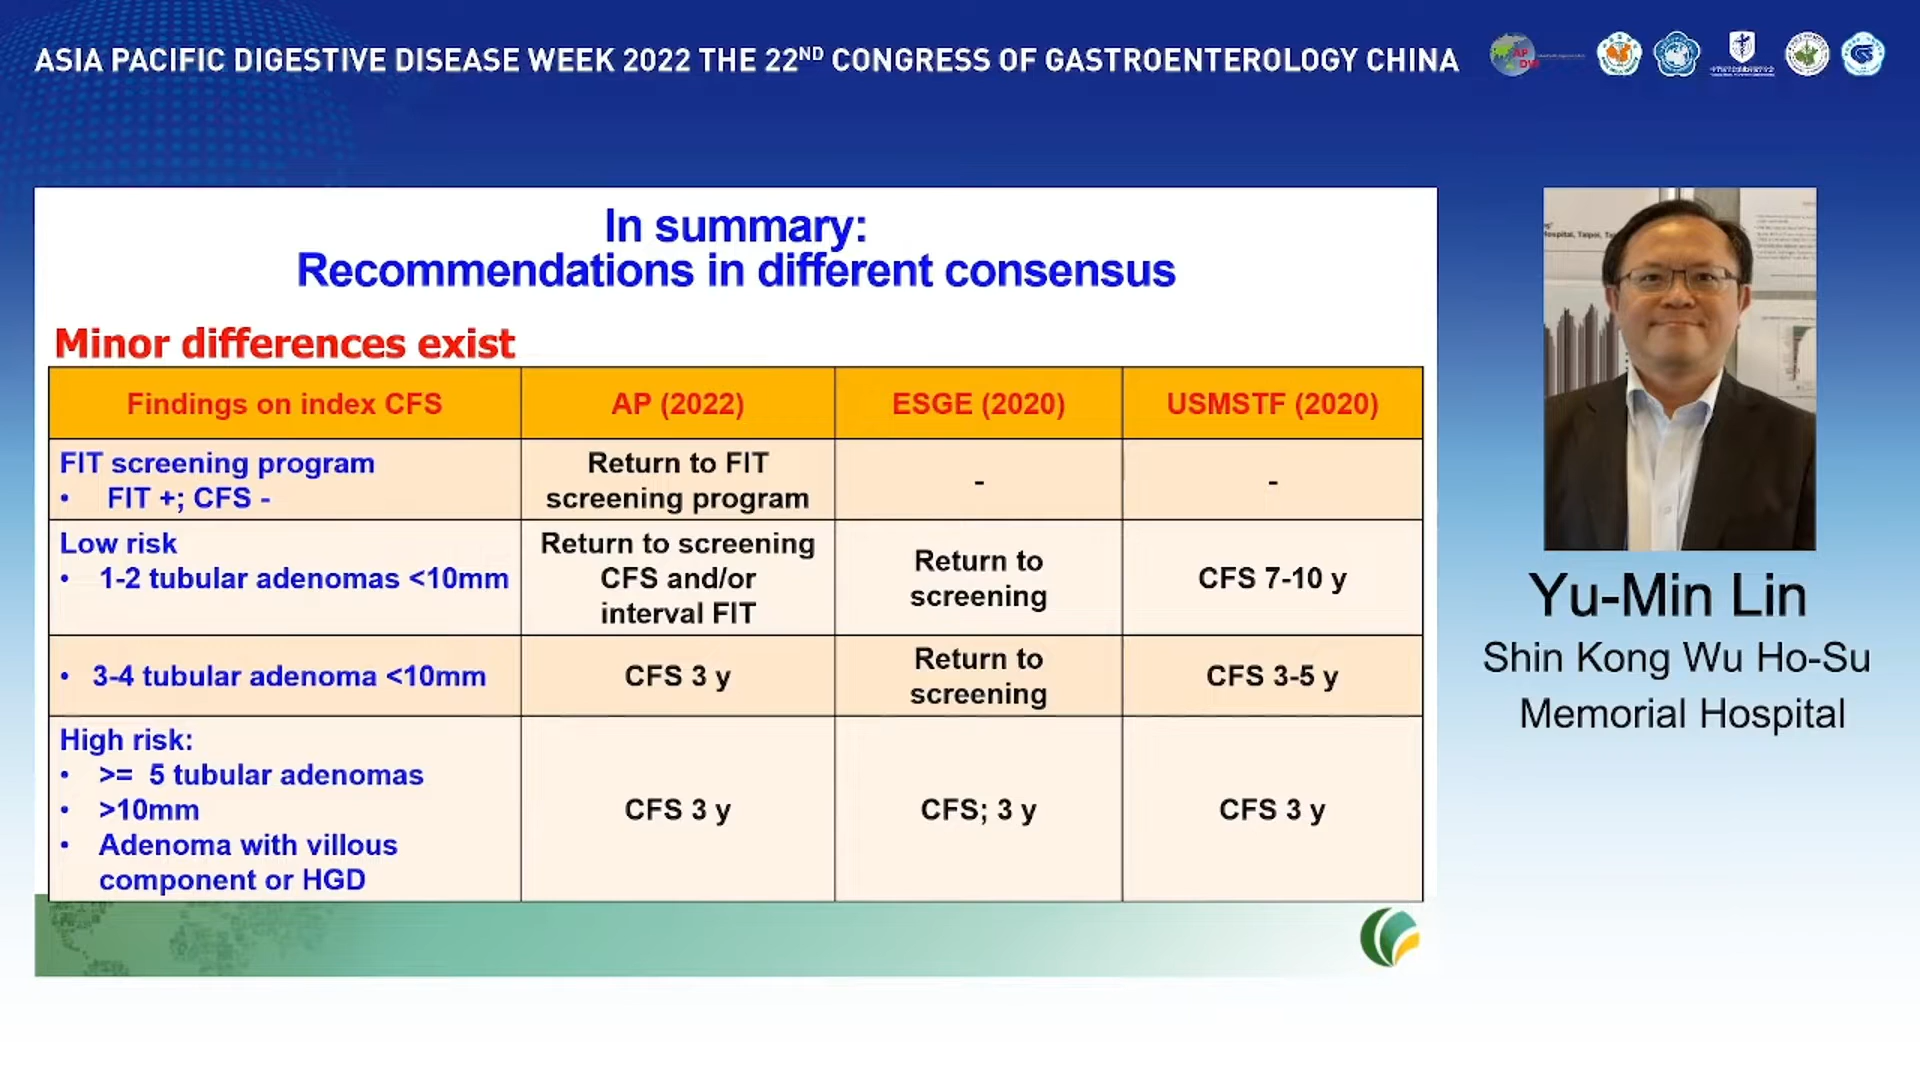 ASIA PACIFIC DIGESTIVE DISEASE WEEK 2022 THE 22ND CONGRESS OF GASTROENTEROLOGY CHINA
In summary:
Recommendations in different consensus
Minor differences exist
Findings on index CFS
AP (2022)
ESGE (2020)
USMSTF (2020)
FIT screening program
• FIT +; CFS -
Return to FIT
screening program
-
-
Low risk
• 1-2 tubular adenomas <10mm
Return to screening
CFS and/or
interval FIT
Return to
screening
CFS 7-10 y
• 3-4 tubular adenoma <10mm
CFS 3 y
Return to
screening
CFS 3-5 y
High risk:
• >= 5 tubular adenomas
• >10mm
• Adenoma with villous
component or HGD
CFS 3 y
CFS; 3 y
CFS 3 y
Yu-Min Lin
Shin Kong Wu Ho-Su
Memorial Hospital